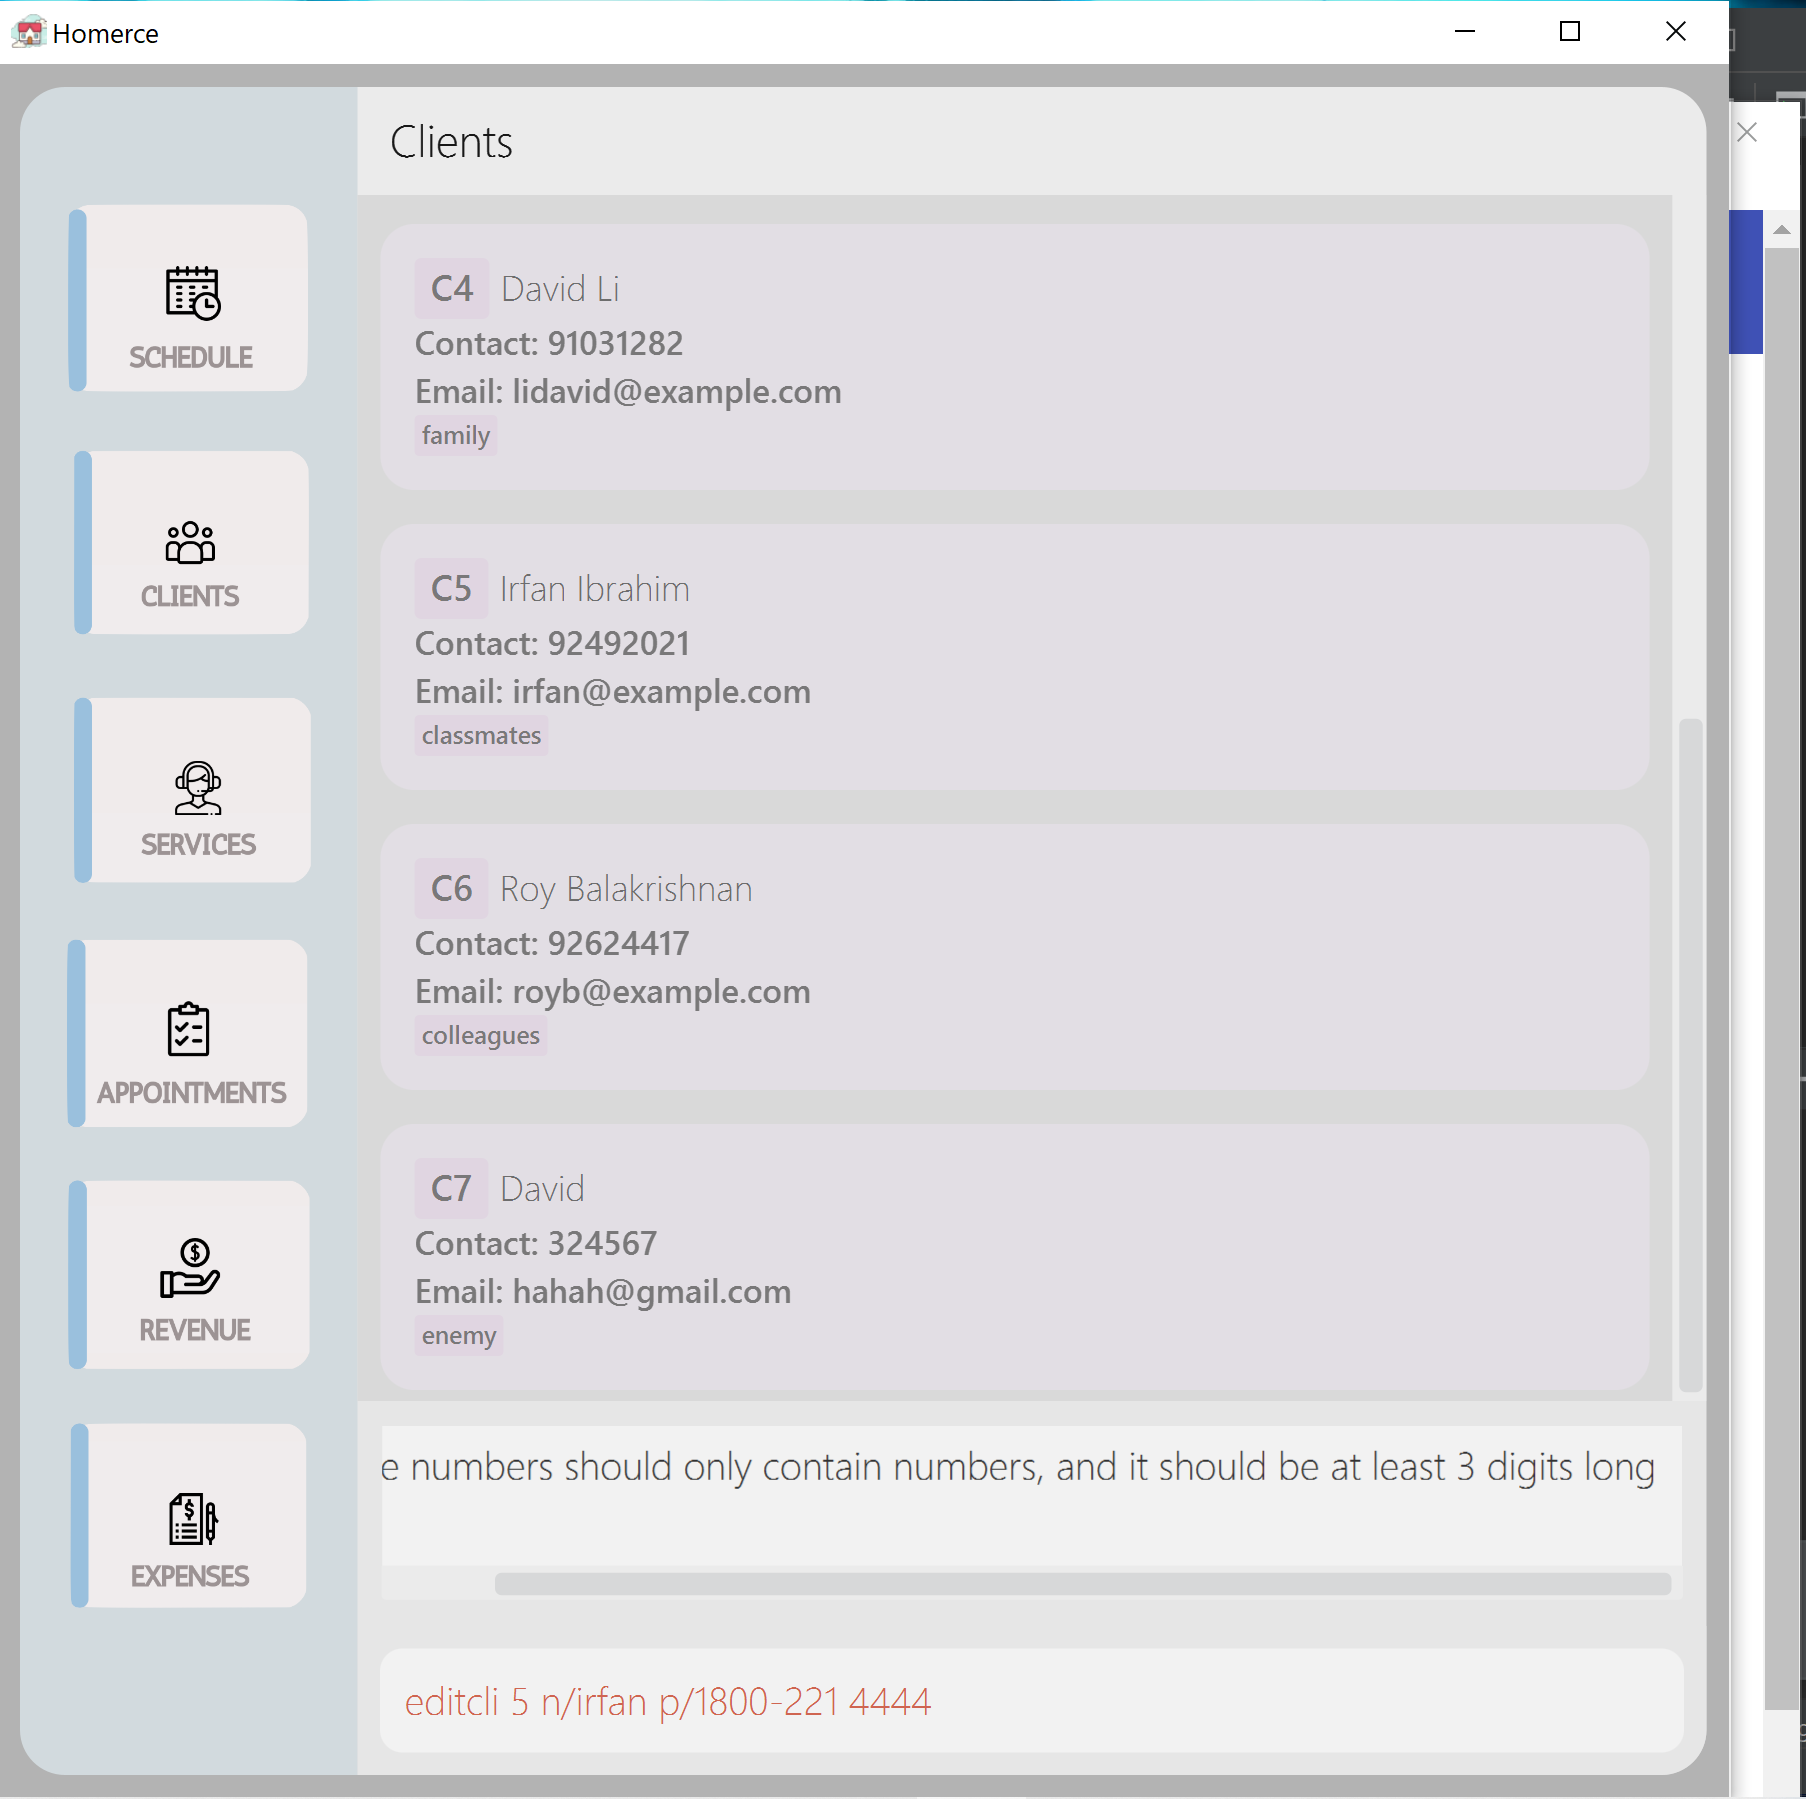 Homerce
SCHEDULE
CLIENTS
SERVICES
APPOINTMENTS
REVENUE
EXPENSES
Clients
C4 David Li
Contact: 91031282
Email: lidavid@example.com
family
C5 Irfan Ibrahim
Contact: 92492021
Email: irfan@example.com
classmates
C6 Roy Balakrishnan
Contact: 92624417
Email: royb@example.com
colleagues
C7 David
Contact: 324567
Email: hahah@gmail.com
enemy
e numbers should only contain numbers, and it should be at least 3 digits long
editcli 5 n/irfan p/1800-221 4444